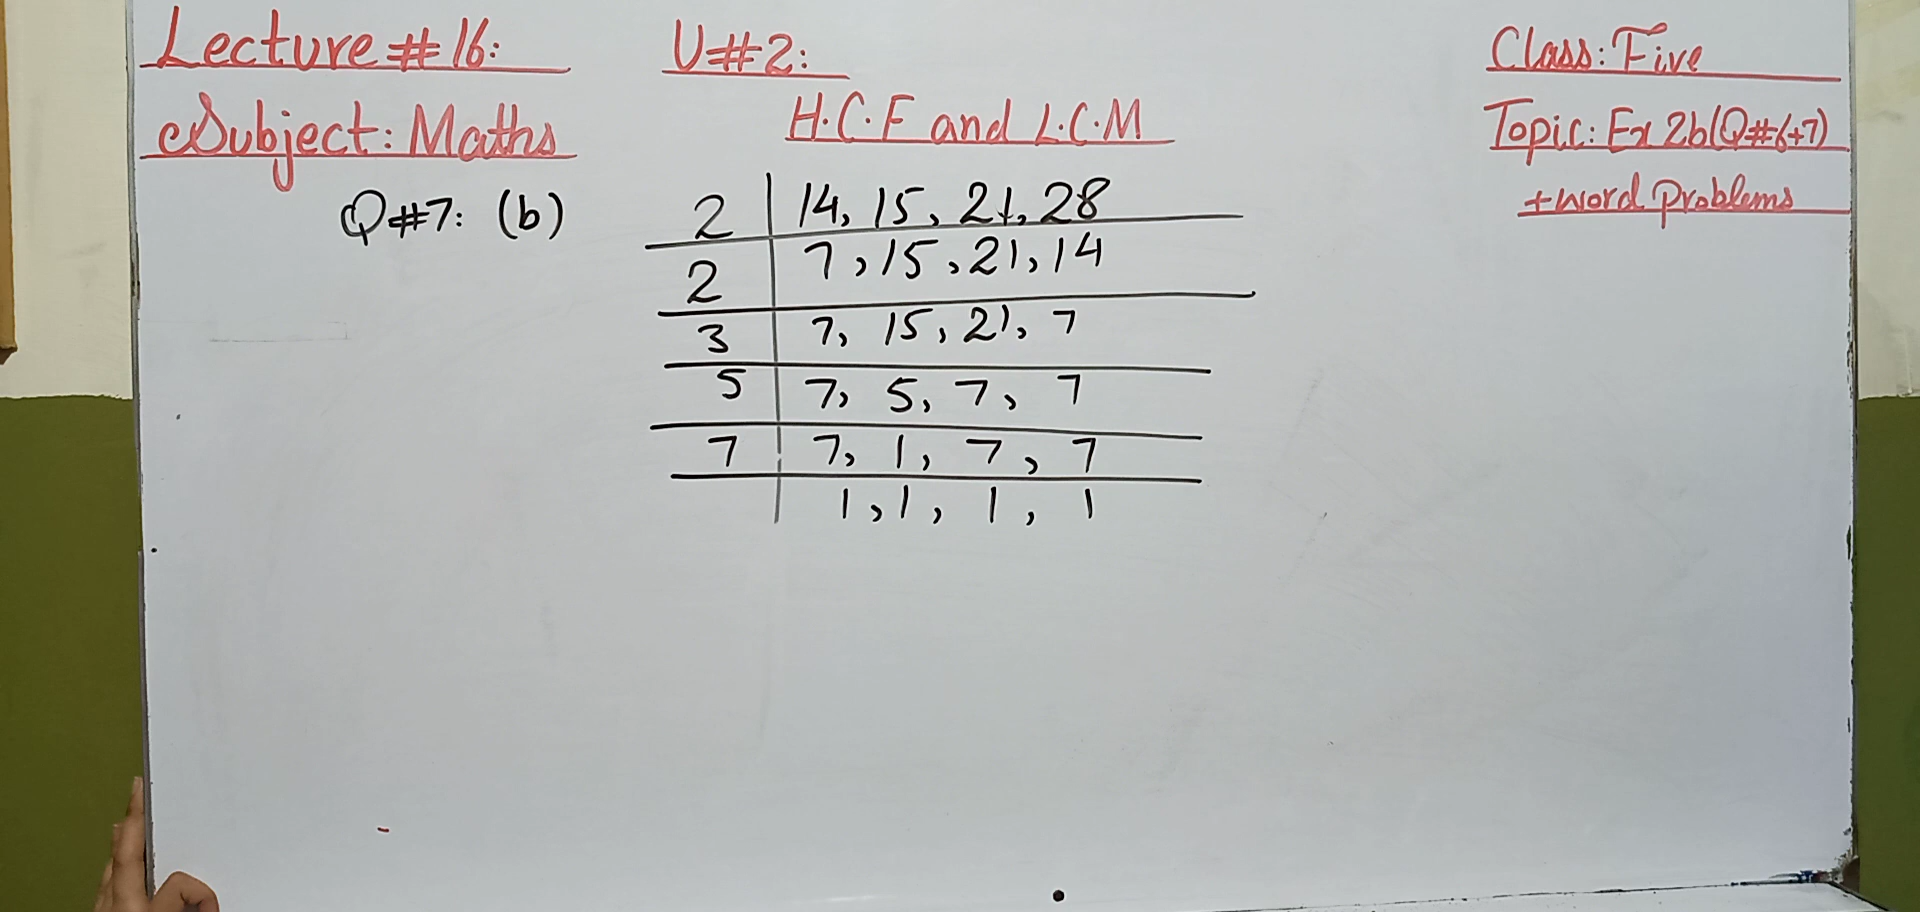 Lecture # 16:
Subject: Maths
U#2:
H.C.F and L.C.M
Class: Five
Topic: Ex 2b(Q#6+7)
+word Problems
Q#7: (b)
2 | 14, 15, 21, 28
2 | 7, 15, 21, 14
3 | 7, 15, 21, 7
5 | 7, 5, 7, 7
7 | 7, 1, 7, 7
| 1, 1, 1, 1